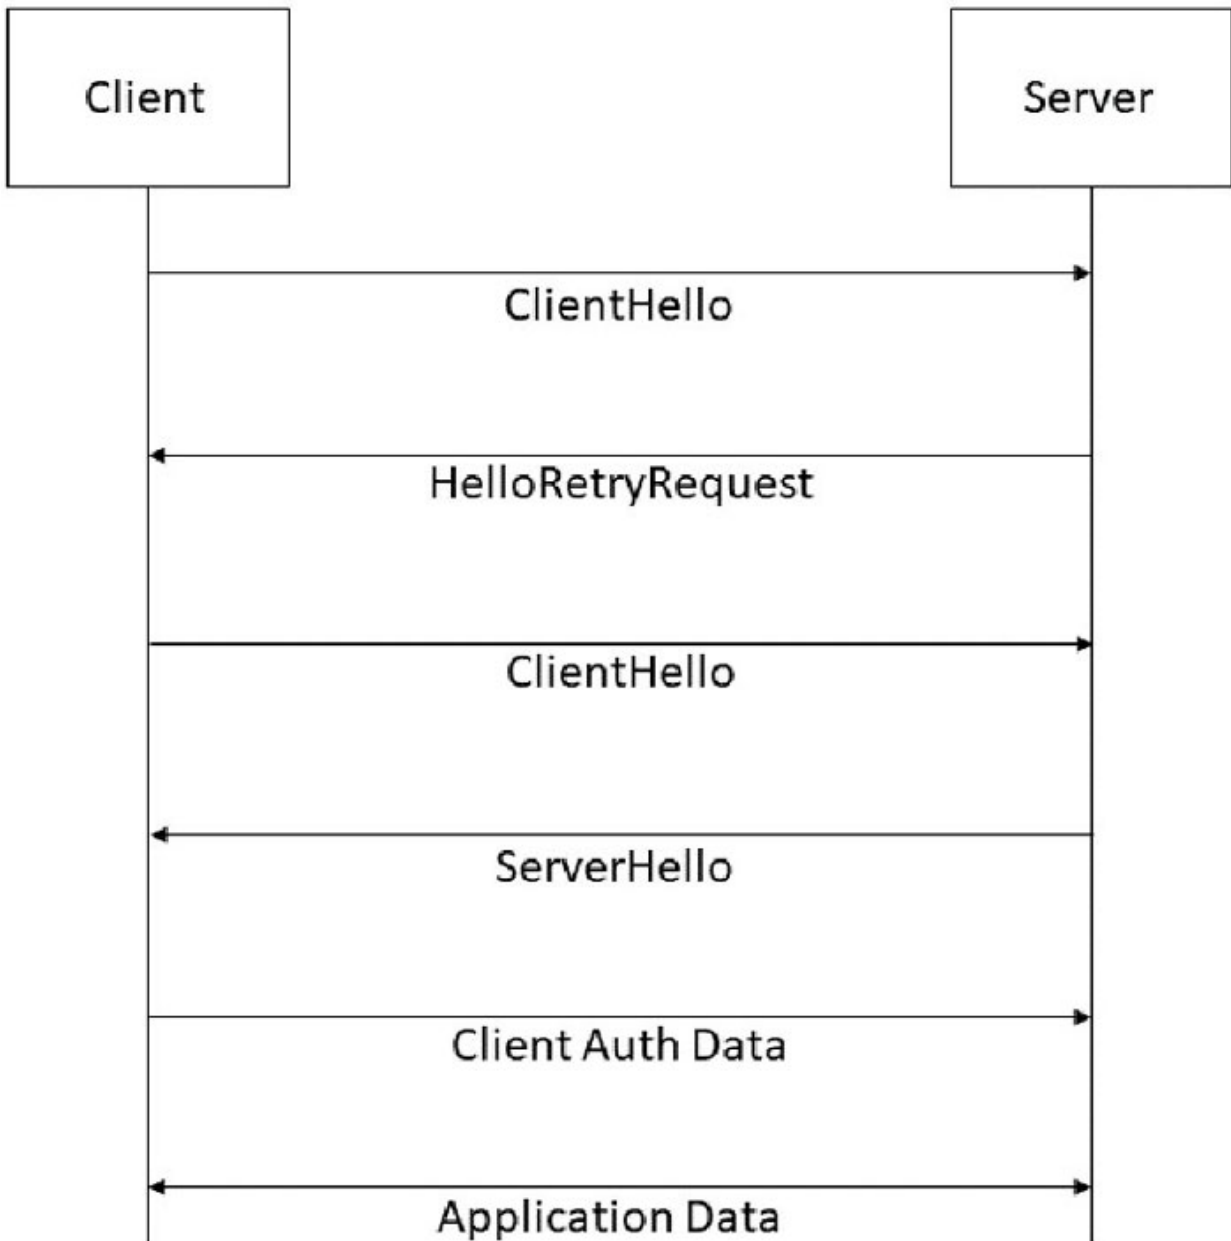 Client
Server
ClientHello
HelloRetryRequest
ClientHello
ServerHello
Client Auth Data
Application Data